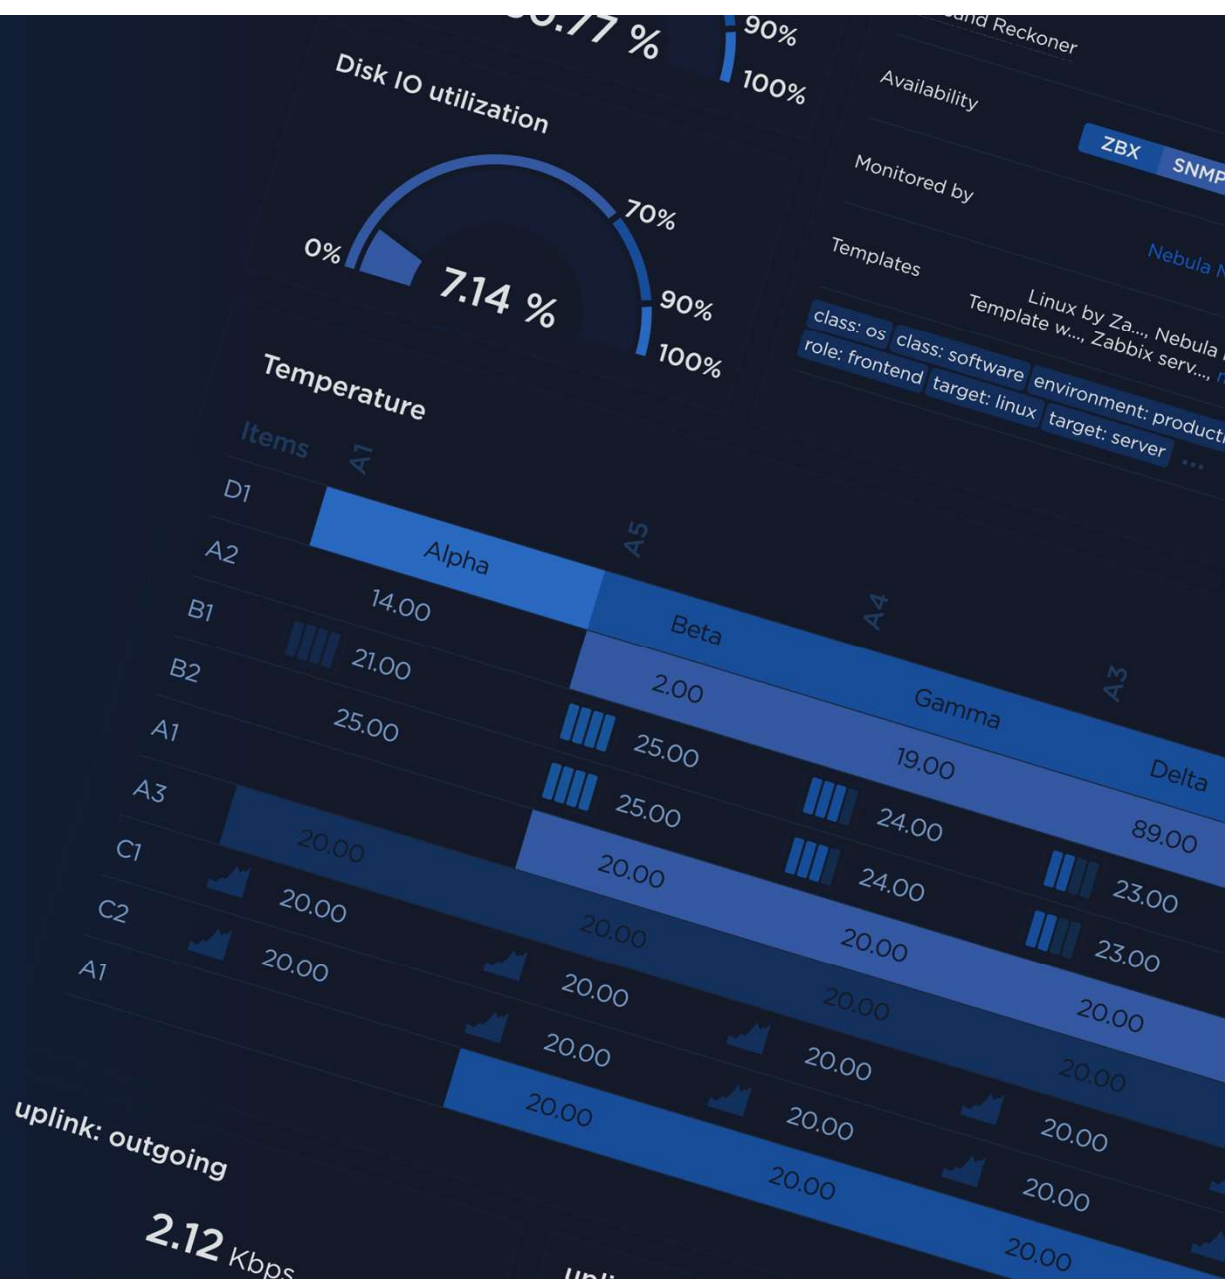 %
90%
100%
Disk IO utilization
0%
70%
90%
100%
7.14 %
Reckoner
Availability
ZBX SNMP
Monitored by
Nebula
Templates
Linux by Za..., Nebula
Template w..., Zabbix serv...,
class: os class: software environment:
role: frontend target: linux target: server ...
Temperature
Items A1 A5 A4 A3
D1 Alpha Beta Gamma Delta
A2 14.00 2.00 19.00 89.00
B1 21.00 25.00 24.00 23.00
B2 25.00 25.00 24.00 23.00
A1 20.00 20.00 20.00
A3 20.00 20.00 20.00 20.00
C1 20.00 20.00 20.00 20.00
C2 20.00 20.00 20.00 20.00
A1 20.00 20.00 20.00
uplink: outgoing
2.12 Kbps